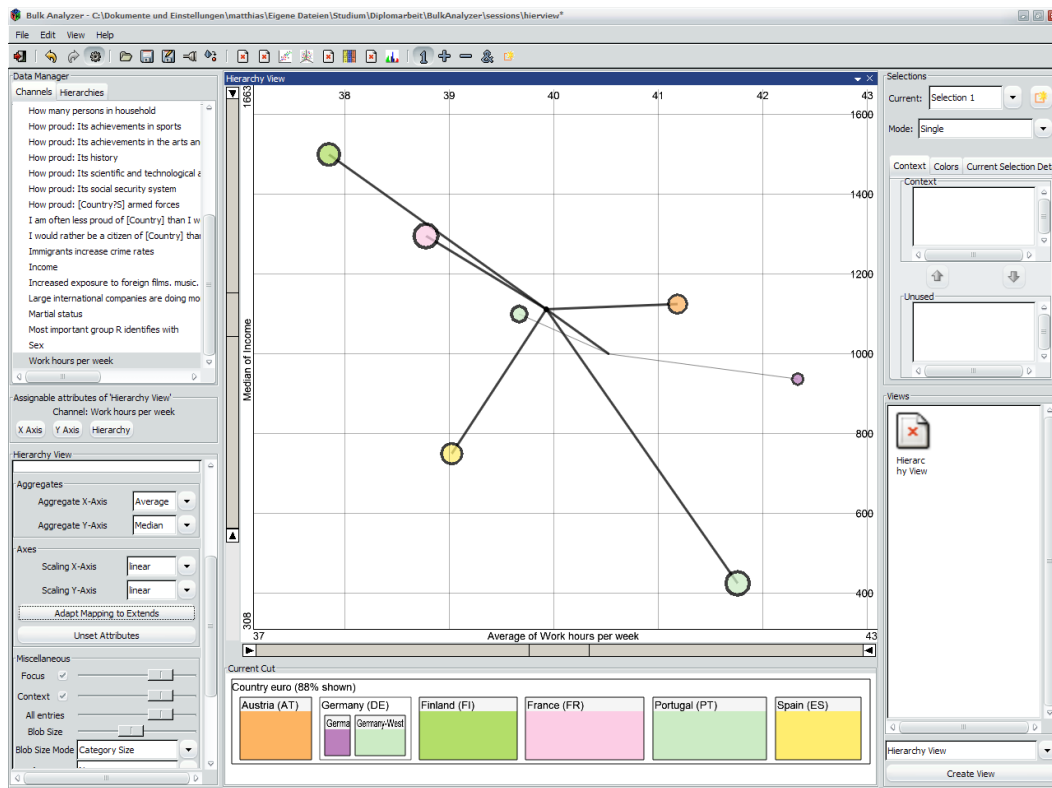 Bulk Analyzer - C:\Dokumente und Einstellungen\matthias\Eigene Dateien\Studium\Diplomarbeit\BulkAnalyzer\sessions\hierview*
File Edit View Help
Data Manager
Channels Hierarchies
How many persons in household
How proud: Its achievements in sports
How proud: Its achievements in the arts an
How proud: Its history
How proud: Its scientific and technological a
How proud: Its social security system
How proud: [Country?S] armed forces
I am often less proud of [Country] than I w
I would rather be a citizen of [Country] tha
Immigrants increase crime rates
Income
Increased exposure to foreign films. music.
Large international companies are doing mo
Martial status
Most important group R identifies with
Sex
Work hours per week
Assignable attributes of 'Hierarchy View'
Channel: Work hours per week
X Axis Y Axis Hierarchy
Hierarchy View
Aggregates
Aggregate X-Axis Average
Aggregate Y-Axis Median
Axes
Scaling X-Axis linear
Scaling Y-Axis linear
Adapt Mapping to Extends
Unset Attributes
Miscellaneous
Focus
Context
All entries
Blob Size
Blob Size Mode Category Size
Hierarchy View
38 39 40 41 42 43
1663
1600
1400
1200
1000
800
600
400
Median of Income
308
37 Average of Work hours per week 43
Current Cut
Country euro (88% shown)
Austria (AT) Germany (DE) Finland (FI) France (FR) Portugal (PT) Spain (ES)
Germa Germany-West
Selections
Current: Selection 1
Mode: Single
Context Colors Current Selection Det
Context
Unused
Views
Hierarc
hy View
Hierarchy View
Create View